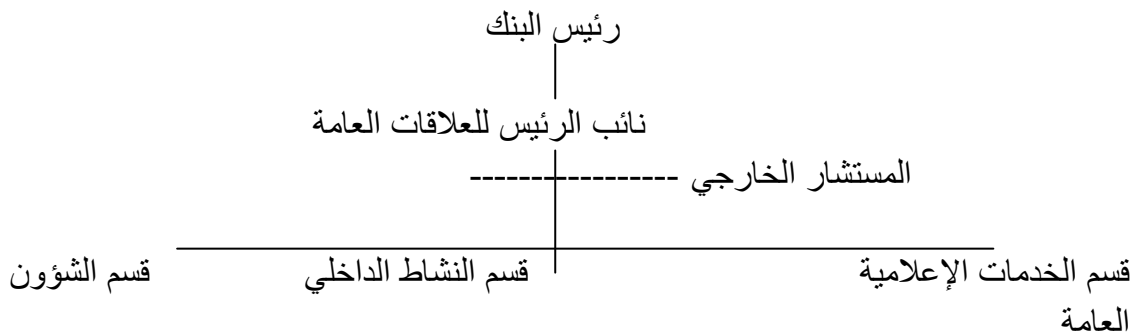 رئيس البنك
نائب الرئيس للعلاقات العامة
المستشار الخارجي -----------------
قسم الخدمات الإعلامية قسم النشاط الداخلي قسم الشؤون
العامة